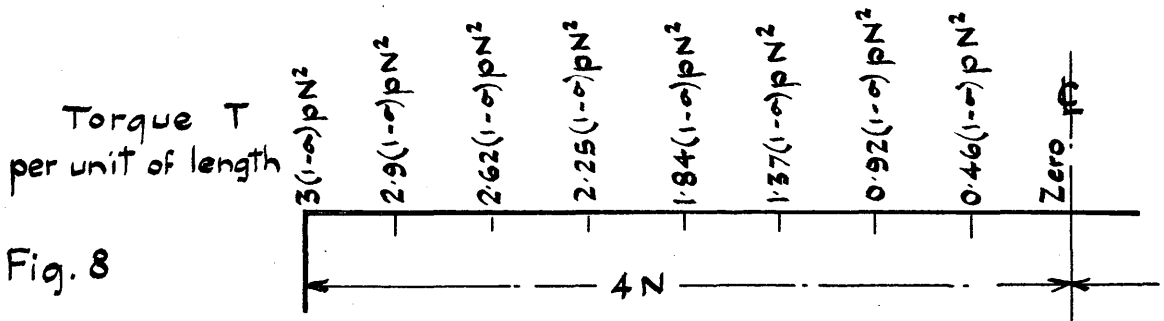 Torque T
per unit of length
3(1-σ)pN²
2·9(1-σ)pN²
2·62(1-σ)pN²
2·25(1-σ)pN²
1·84(1-σ)pN²
1·37(1-σ)pN²
0·92(1-σ)pN²
0·46(1-σ)pN²
Zero
℄
Fig. 8
4N